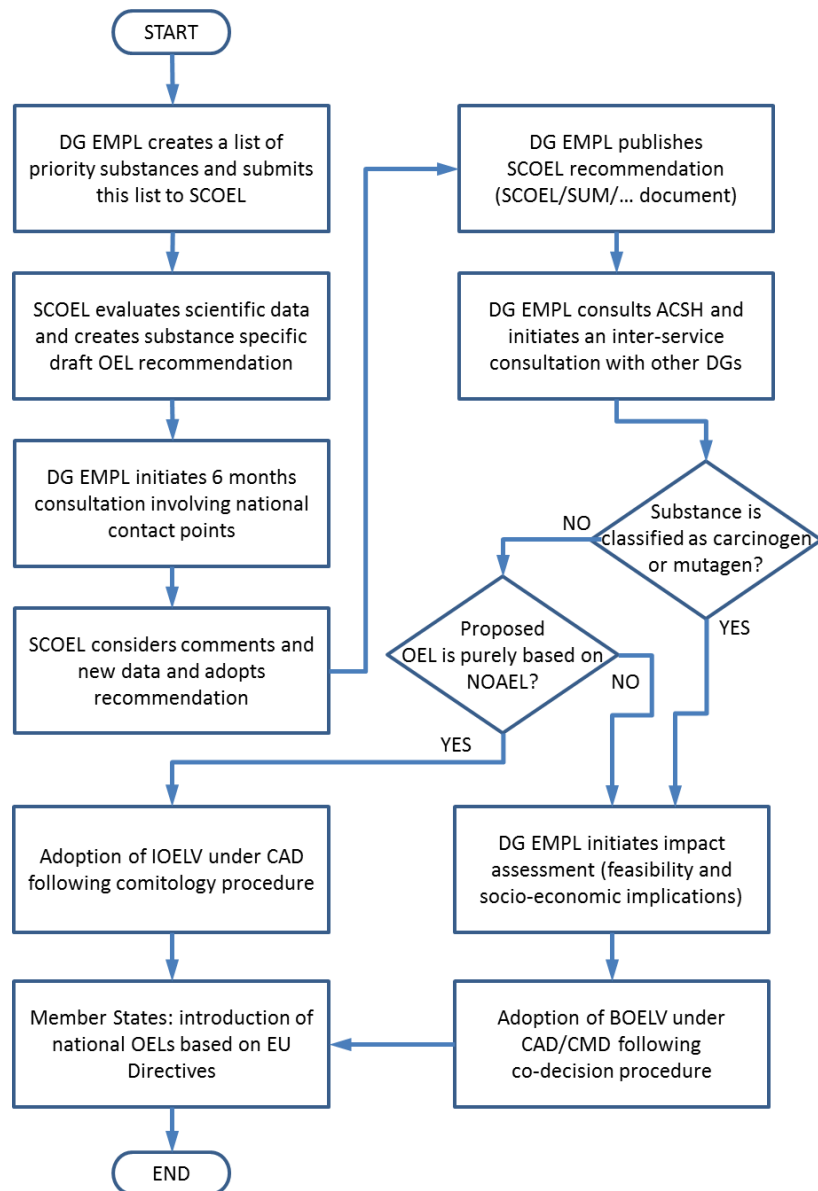 START
DG EMPL creates a list of
priority substances and submits
this list to SCOEL
SCOEL evaluates scientific data
and creates substance specific
draft OEL recommendation
DG EMPL initiates 6 months
consultation involving national
contact points
SCOEL considers comments and
new data and adopts
recommendation
DG EMPL publishes
SCOEL recommendation
(SCOEL/SUM/... document)
DG EMPL consults ACSH and
initiates an inter-service
consultation with other DGs
Substance is
classified as carcinogen
or mutagen?
NO
YES
Proposed
OEL is purely based on
NOAEL?
NO
YES
Adoption of IOELV under CAD
following comitology procedure
DG EMPL initiates impact
assessment (feasibility and
socio-economic implications)
Adoption of BOELV under
CAD/CMD following
co-decision procedure
Member States: introduction of
national OELs based on EU
Directives
END